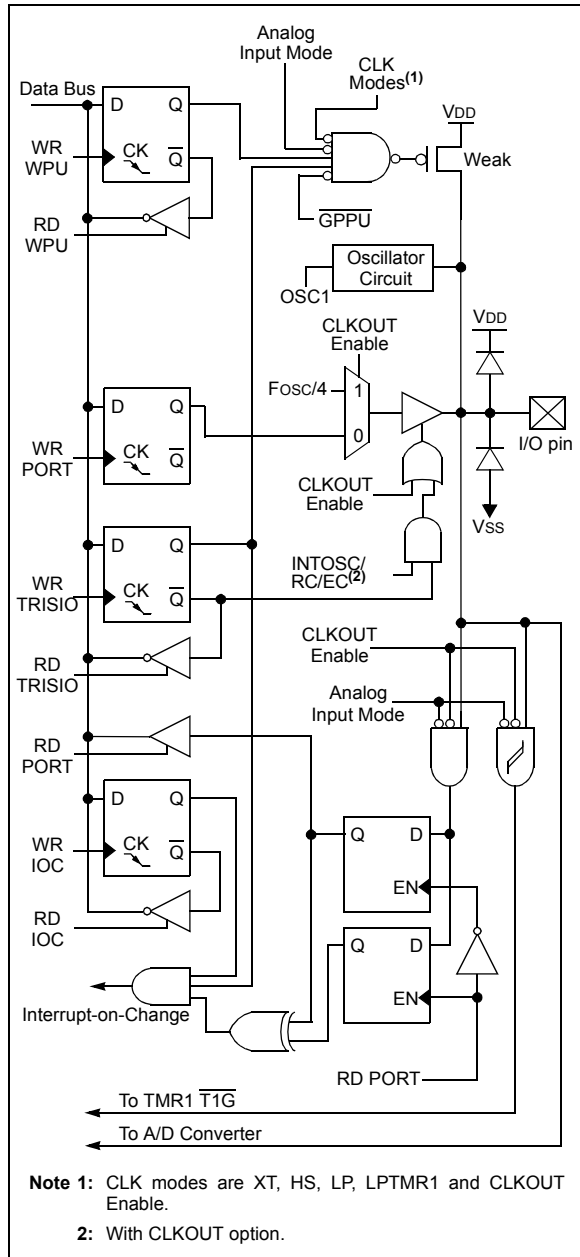 Analog
Input Mode
CLK
Modes(1)
Data Bus
D Q
VDD
WR
WPU
CK Q
Weak
RD
WPU
GPPU
Oscillator
Circuit
OSC1
CLKOUT
Enable
VDD
FOSC/4
1
D Q
0
I/O pin
WR
PORT
CK Q
CLKOUT
Enable
VSS
D Q
INTOSC/
RC/EC(2)
WR
TRISIO
CK Q
CLKOUT
Enable
RD
TRISIO
Analog
Input Mode
RD
PORT
D Q
Q D
WR
IOC
CK Q
EN
RD
IOC
Q D
EN
Interrupt-on-Change
RD PORT
To TMR1 T1G
To A/D Converter
Note 1: CLK modes are XT, HS, LP, LPTMR1 and CLKOUT
Enable.
2: With CLKOUT option.